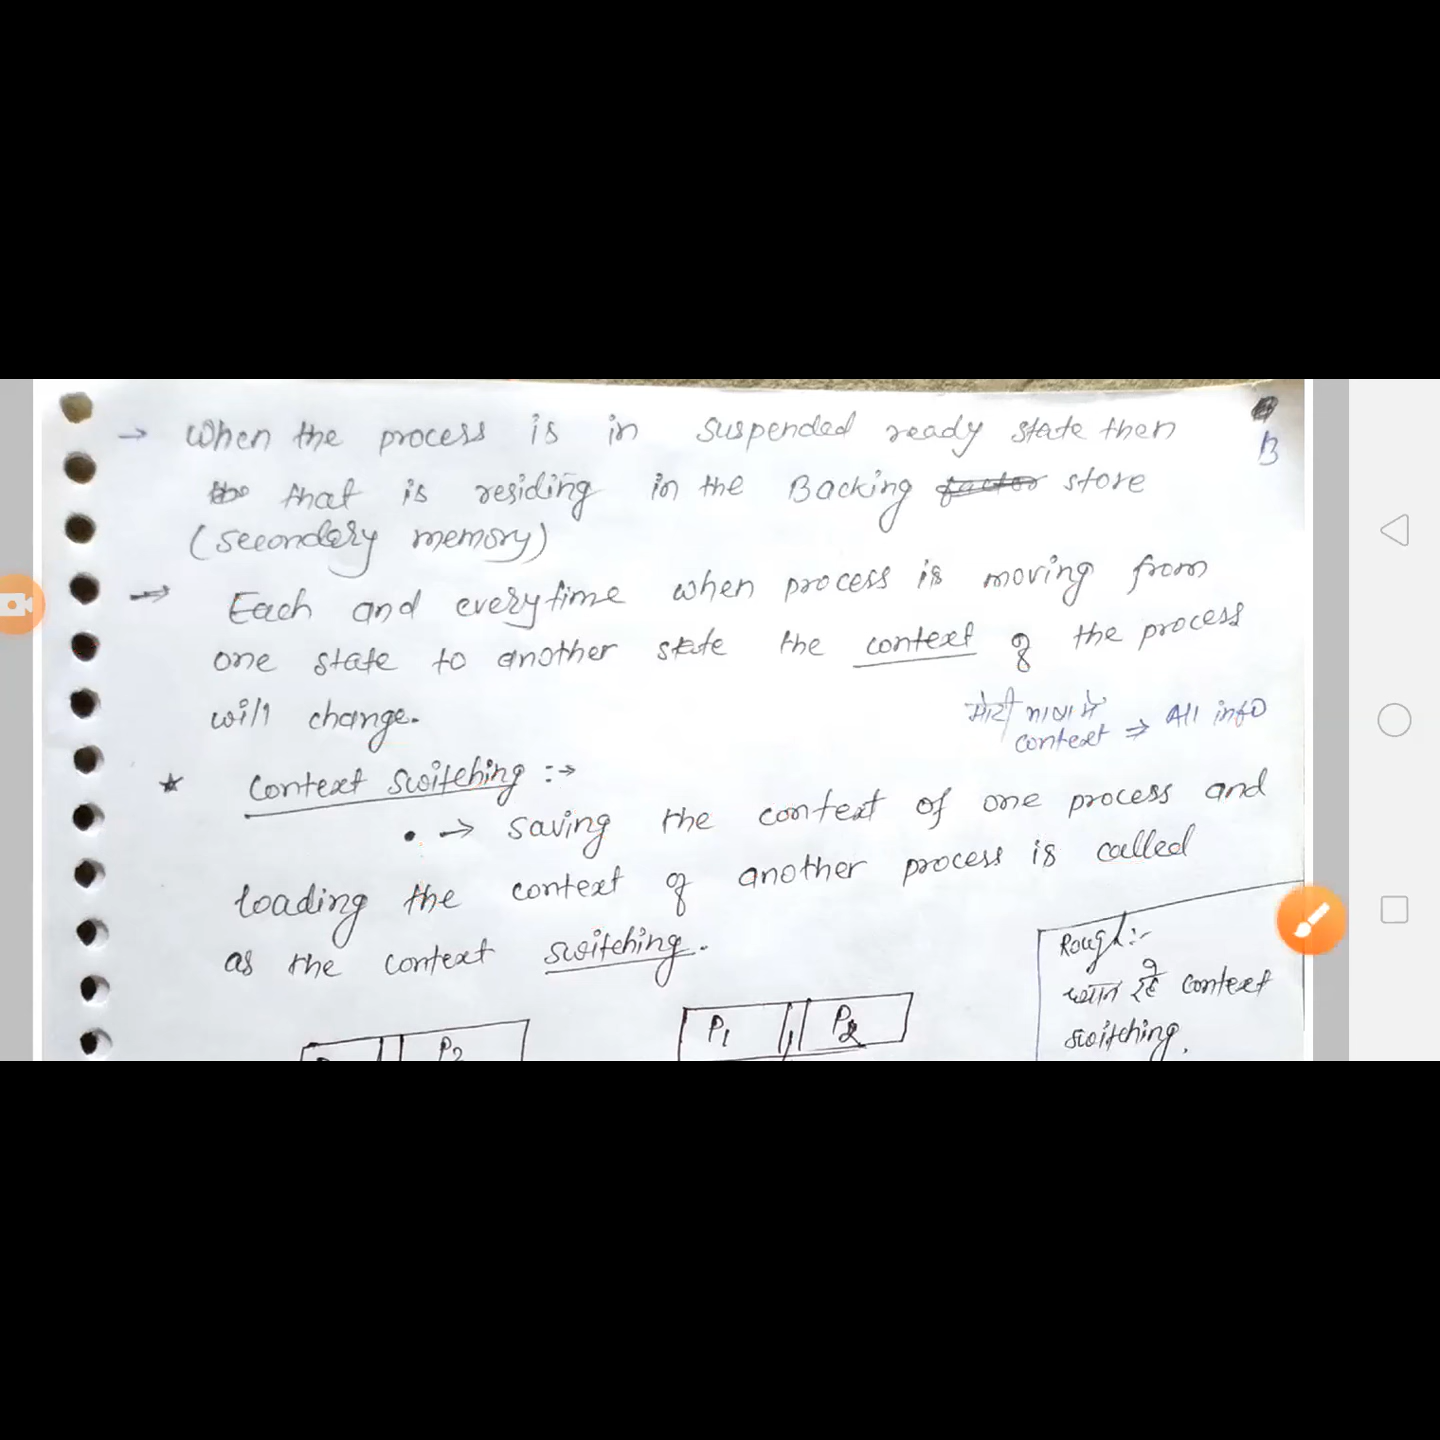 → When the process is in suspended ready state then
that is residing in the Backing factor store
(secondary memory)
→ Each and everytime when process is moving from
one state to another state the context of the process
will change.
मोटी भाषा में
context ⇒ All info
* Context switching :→
• → saving the context of one process and
loading the context of another process is called
as the context switching.
Rough:-
ध्यान रहे context
switching.
P1 P2
P2
B